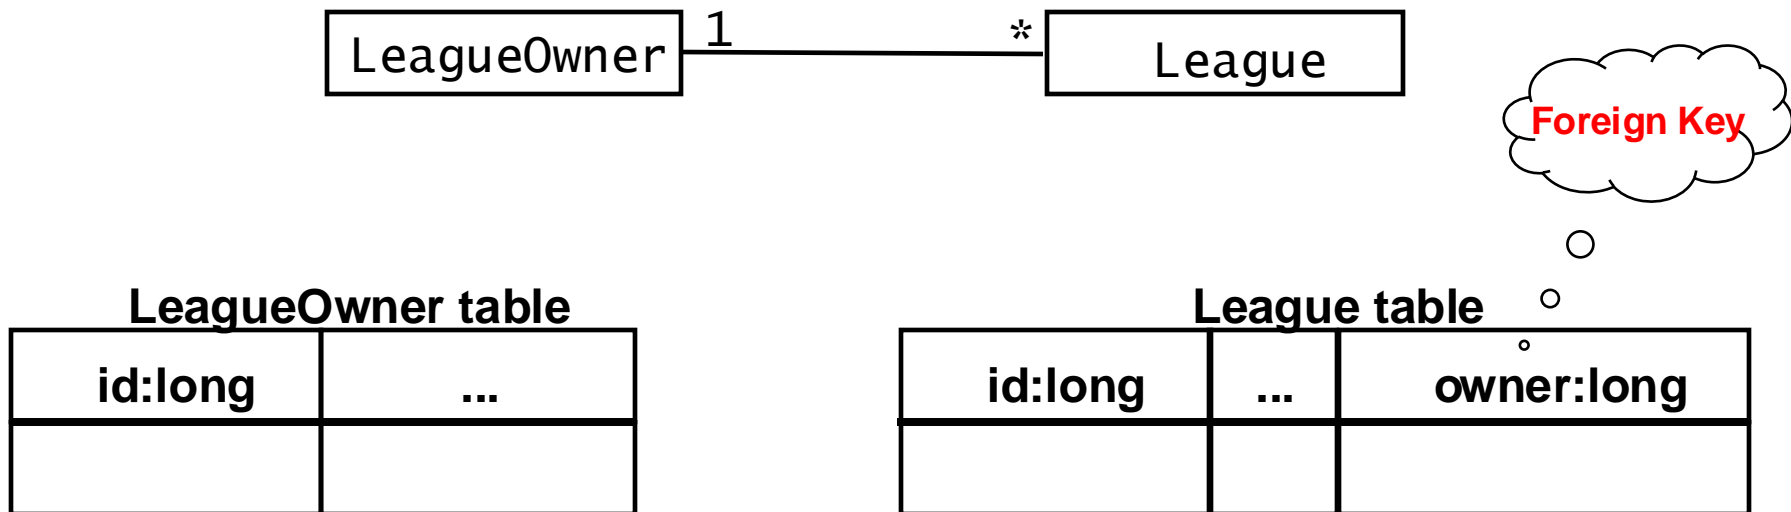 LeagueOwner 1 * League
Foreign Key
LeagueOwner table
League table
id:long ...
id:long ... owner:long